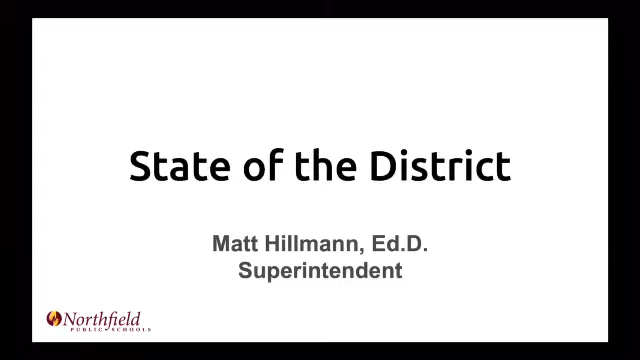 State of the District
Matt Hillmann, Ed.D.
Superintendent
Northfield
PUBLIC SCHOOLS